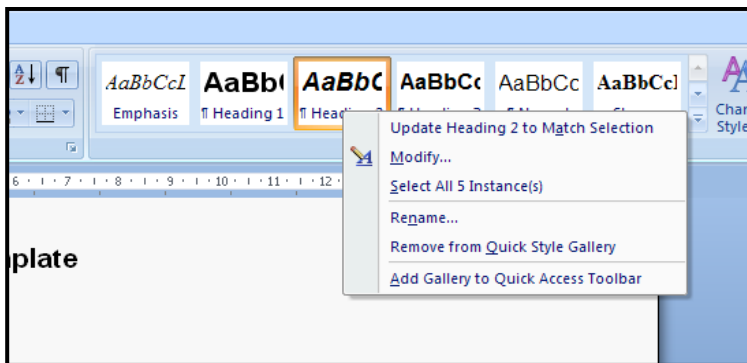 AaBbCcI AaBb( AaBbC AaBbCc AaBbCc AaBbCcl
Emphasis ¶ Heading 1 ¶ Head ¶ N
Chan
Style
Update Heading 2 to Match Selection
Modify...
Select All 5 Instance(s)
Rename...
Remove from Quick Style Gallery
Add Gallery to Quick Access Toolbar
6 · 7 · 8 · 9 · 10 · 11 · 12
plate